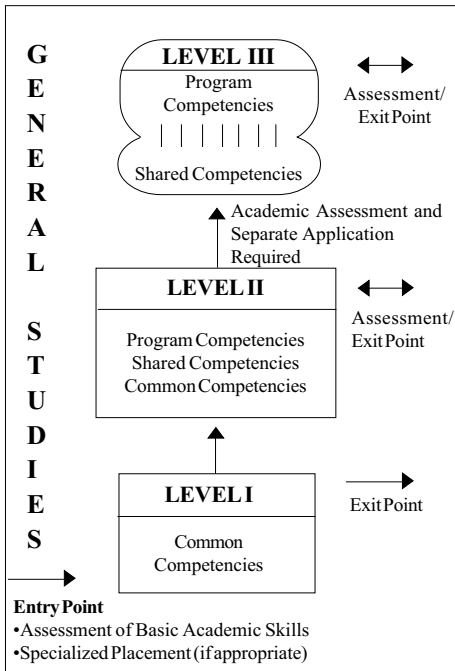 GENERAL STUDIES
LEVEL III
Program
Competencies
Shared Competencies
Assessment/
Exit Point
Academic Assessment and
Separate Application
Required
LEVEL II
Program Competencies
Shared Competencies
Common Competencies
Assessment/
Exit Point
LEVEL I
Common
Competencies
Exit Point
Entry Point
•Assessment of Basic Academic Skills
•Specialized Placement (if appropriate)